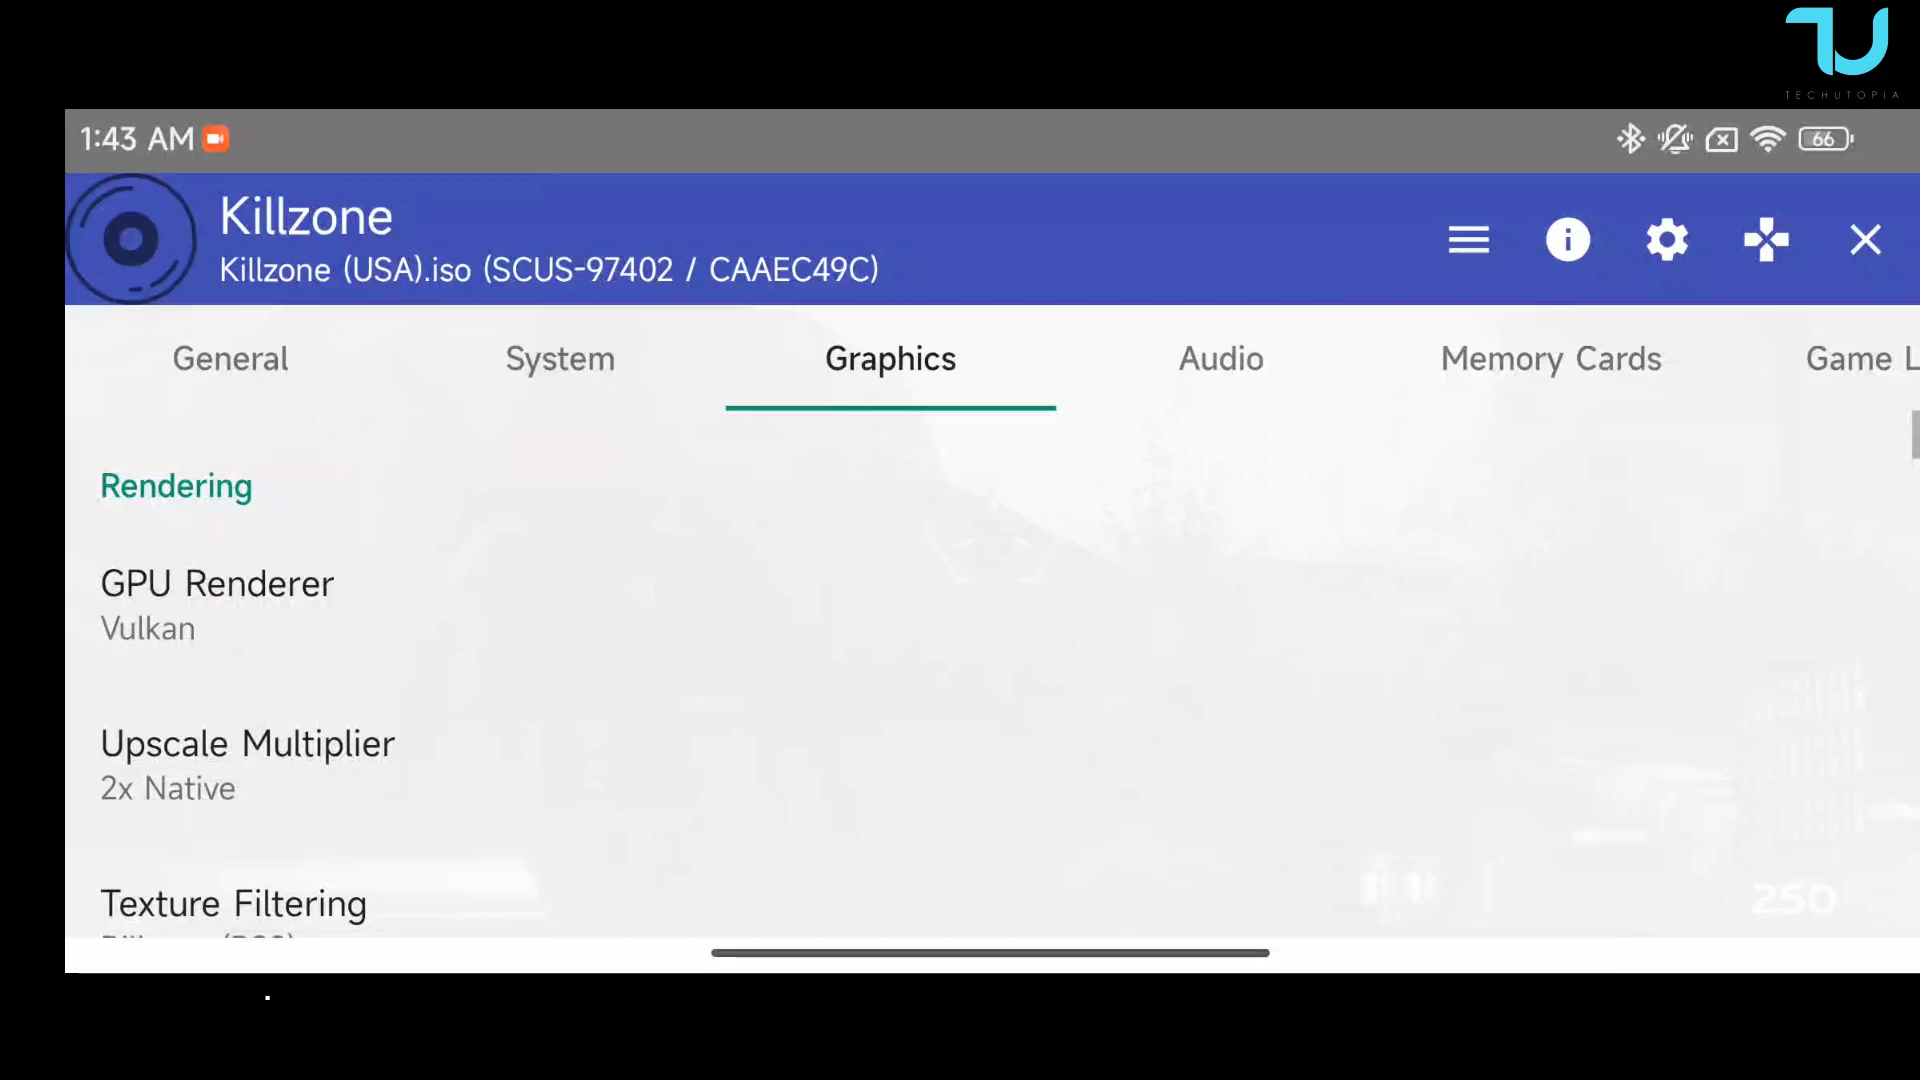 TECHUTOPIA
1:43 AM
66
Killzone
Killzone (USA).iso (SCUS-97402 / CAAEC49C)
General System Graphics Audio Memory Cards Game L
Rendering
GPU Renderer
Vulkan
Upscale Multiplier
2x Native
Texture Filtering
250